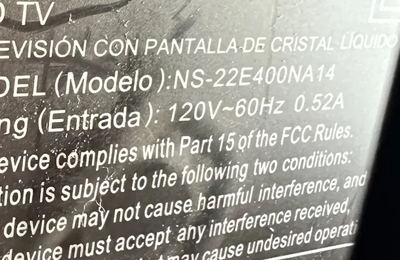 TV
EVISIÓN CON PANTALLA DE CRISTAL LÍQUIDO
DEL (Modelo):NS-22E400NA14
ng (Entrada): 120V~60Hz 0.52A
evice complies with Part 15 of the FCC Rules.
tion is subject to the following two conditions:
device may not cause harmful interference, and
device must accept any interference received,
may cause undesired operati